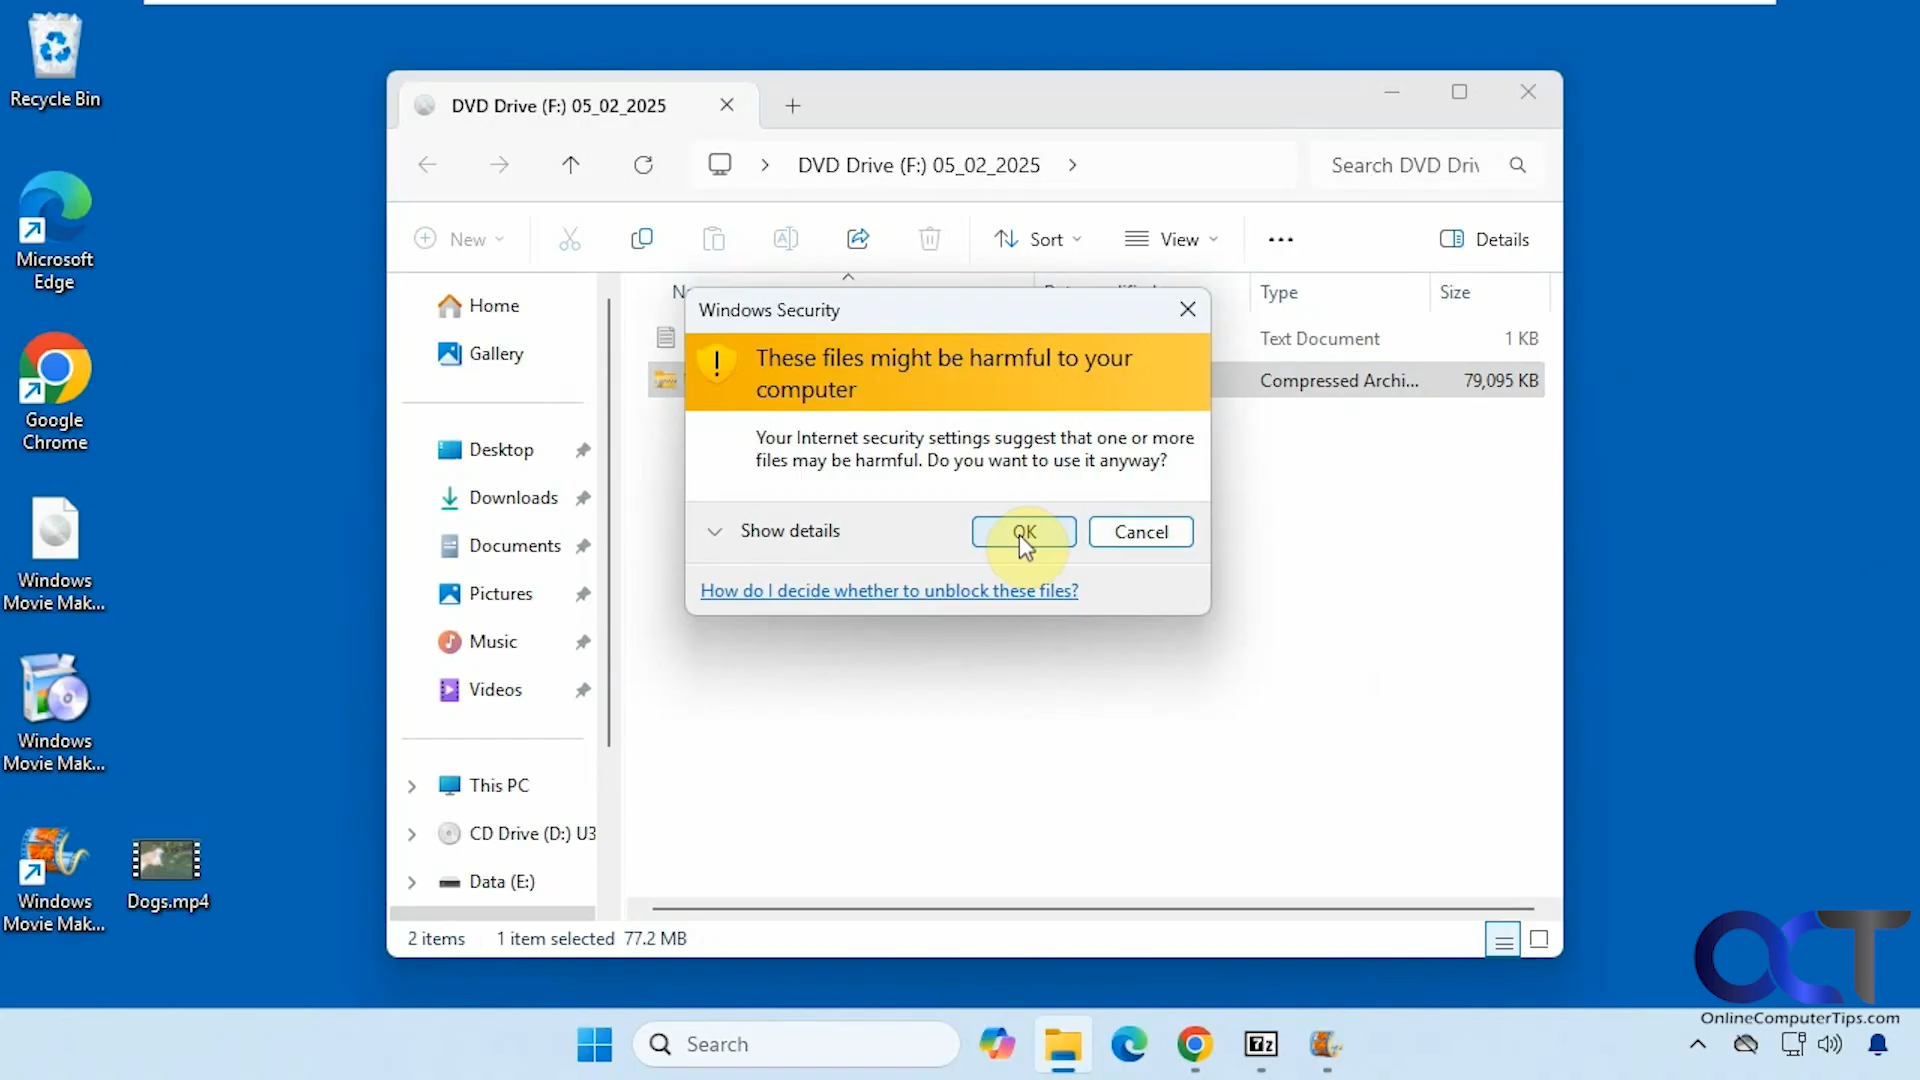 Recycle Bin
Microsoft
Edge
Google
Chrome
Windows
Movie Mak...
Windows
Movie Mak...
Windows
Movie Mak...
Dogs.mp4
DVD Drive (F:) 05_02_2025
DVD Drive (F:) 05_02_2025
Search DVD Driv
New
Sort
View
Details
Type
Size
Text Document
1 KB
Compressed Archi...
79,095 KB
Home
Gallery
Desktop
Downloads
Documents
Pictures
Music
Videos
This PC
CD Drive (D:) U3
Data (E:)
Windows Security
These files might be harmful to your
computer
Your Internet security settings suggest that one or more
files may be harmful. Do you want to use it anyway?
Show details
OK
Cancel
How do I decide whether to unblock these files?
2 items
1 item selected 77.2 MB
Search
7z
OCT
OnlineComputerTips.com